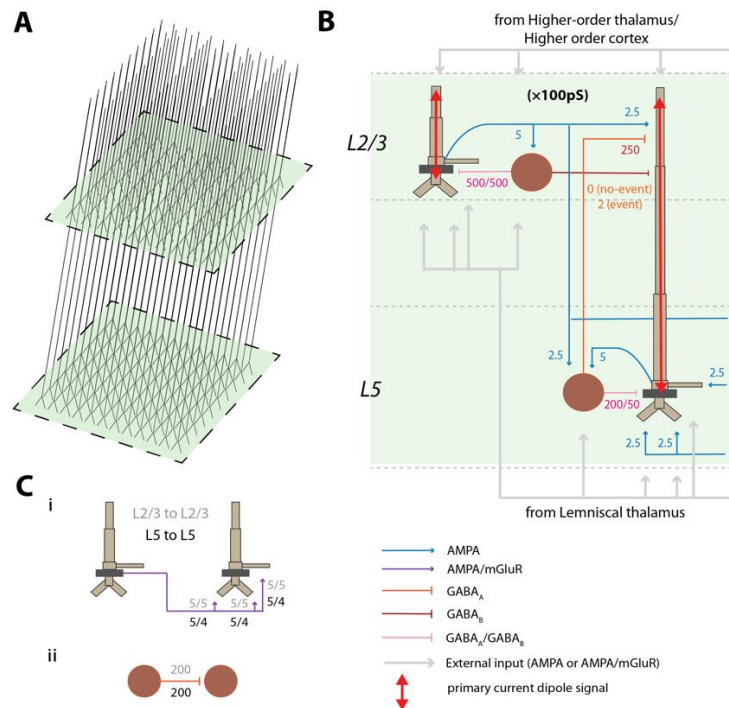 A
B
from Higher-order thalamus/
Higher order cortex
(×100pS)
2.5
L2/3
5
250
500/500
0 (no-event)
2 (event)
L5
2.5
5
2.5
200/50
2.5
2.5
from Lemniscal thalamus
C
i
L2/3 to L2/3
L5 to L5
5/5
5/5 5/5 5/4
5/4 5/4
ii
200
200
AMPA
AMPA/mGluR
GABAA
GABAB
GABAA/GABAB
External input (AMPA or AMPA/mGluR)
primary current dipole signal